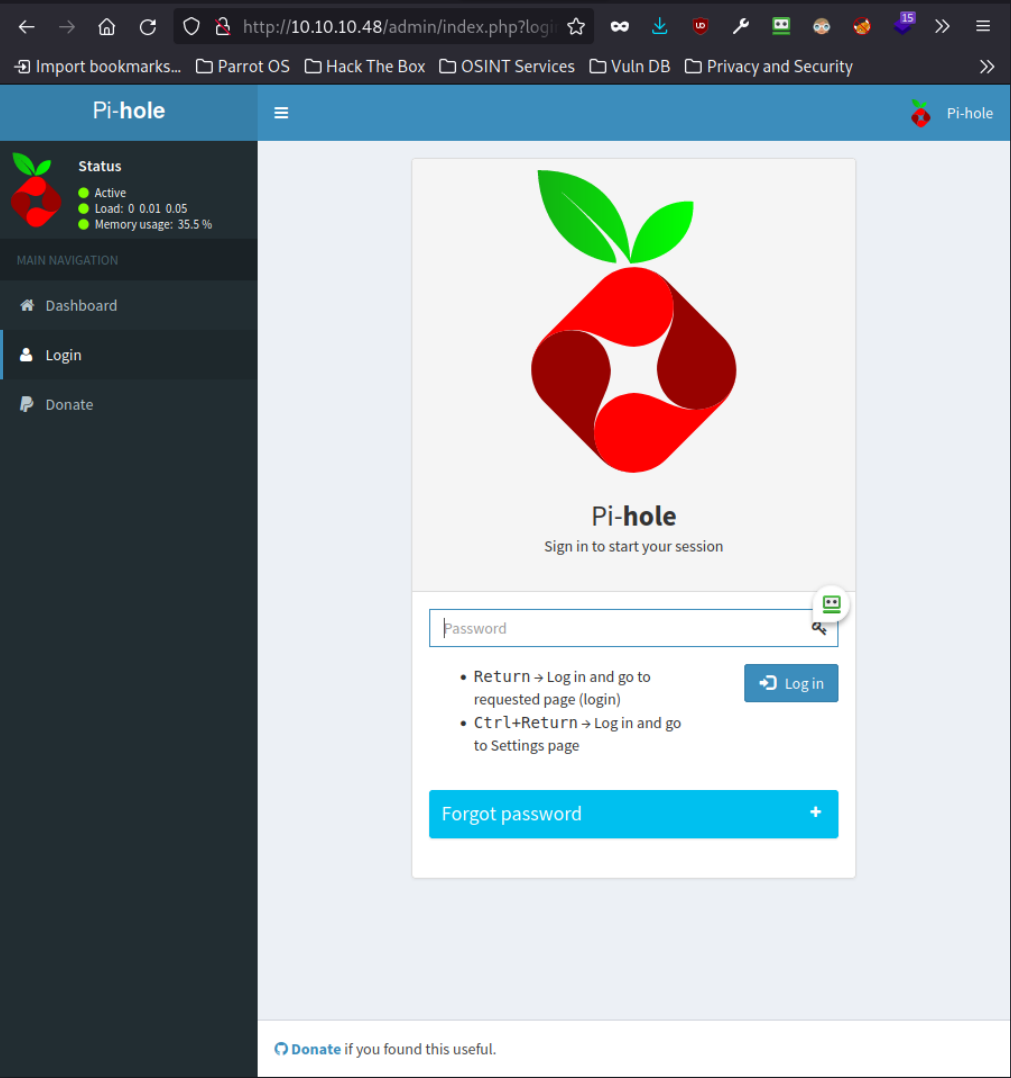 http://10.10.10.48/admin/index.php?logi
15
Import bookmarks... Parrot OS Hack The Box OSINT Services Vuln DB Privacy and Security
Pi-hole
Pi-hole
Status
Active
Load: 0 0.01 0.05
Memory usage: 35.5 %
MAIN NAVIGATION
Dashboard
Login
Donate
Pi-hole
Sign in to start your session
Password
Return → Log in and go to
requested page (login)
Ctrl+Return → Log in and go
to Settings page
Log in
Forgot password
Donate if you found this useful.